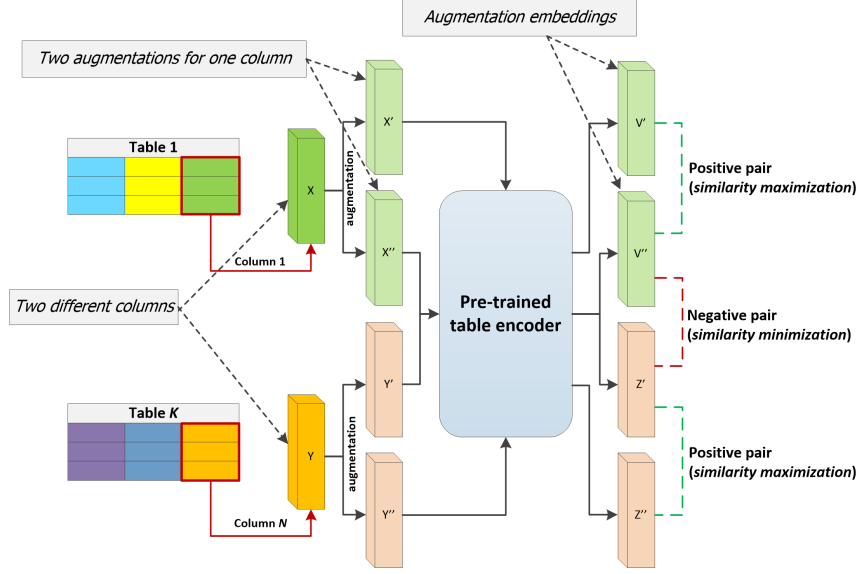 Augmentation embeddings
Two augmentations for one column
X'
V'
Table 1
X
augmentation
Positive pair
(similarity maximization)
X''
V''
Column 1
Two different columns
Pre-trained
table encoder
Negative pair
(similarity minimization)
Y'
Z'
Table K
Y
augmentation
Positive pair
(similarity maximization)
Y''
Z''
Column N